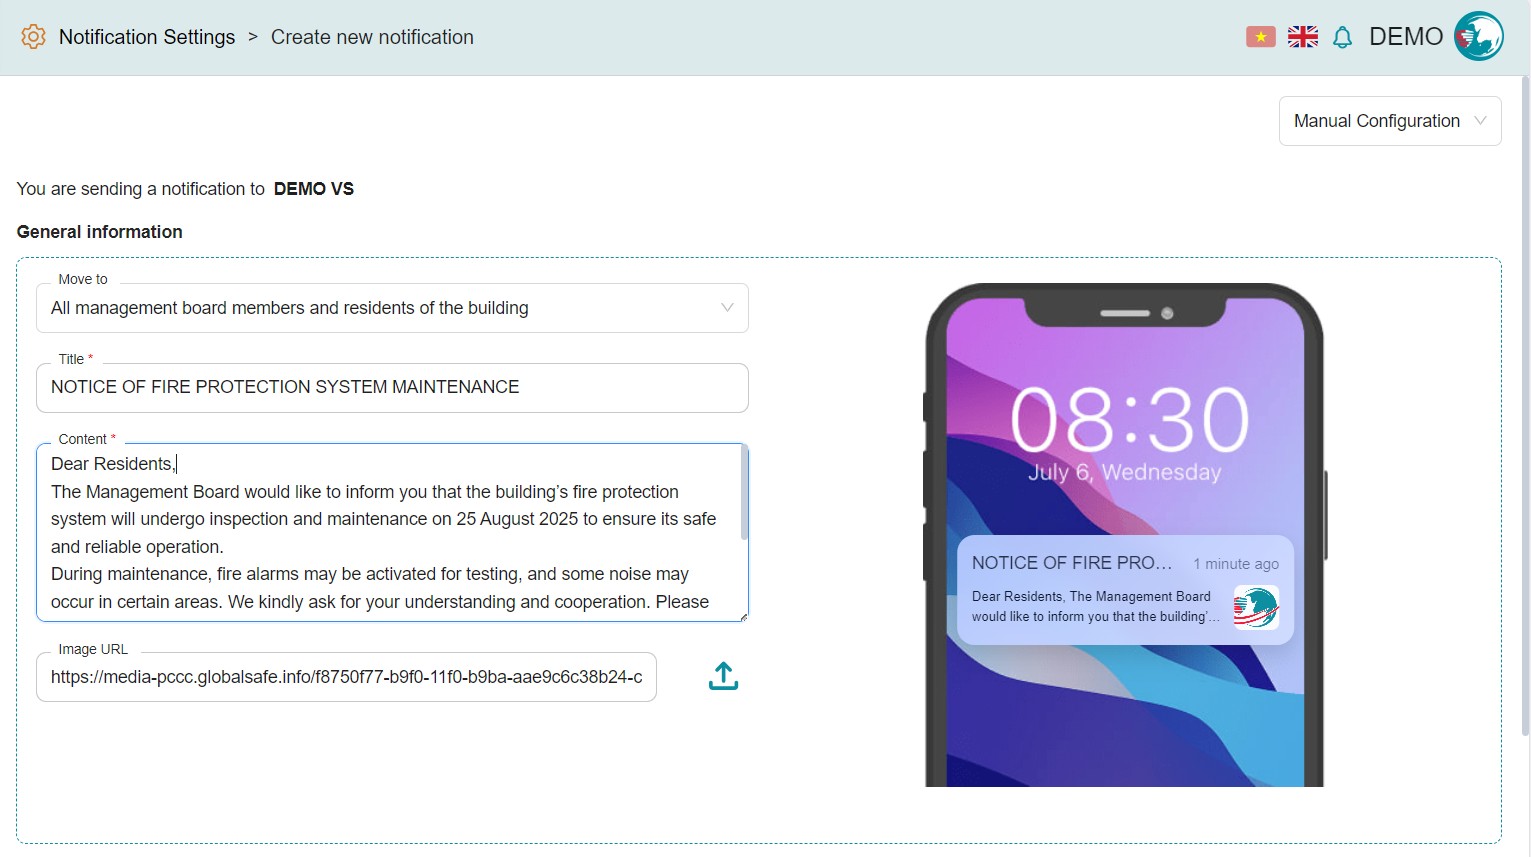 Notification Settings > Create new notification
DEMO
Manual Configuration
You are sending a notification to DEMO VS
General information
Move to
All management board members and residents of the building
Title *
NOTICE OF FIRE PROTECTION SYSTEM MAINTENANCE
Content *
Dear Residents,
The Management Board would like to inform you that the building’s fire protection
system will undergo inspection and maintenance on 25 August 2025 to ensure its safe
and reliable operation.
During maintenance, fire alarms may be activated for testing, and some noise may
occur in certain areas. We kindly ask for your understanding and cooperation. Please
Image URL
https://media-pccc.globalsafe.info/f8750f77-b9f0-11f0-b9ba-aae9c6c38b24-c
08:30
July 6, Wednesday
NOTICE OF FIRE PRO... 1 minute ago
Dear Residents, The Management Board
would like to inform you that the building’...